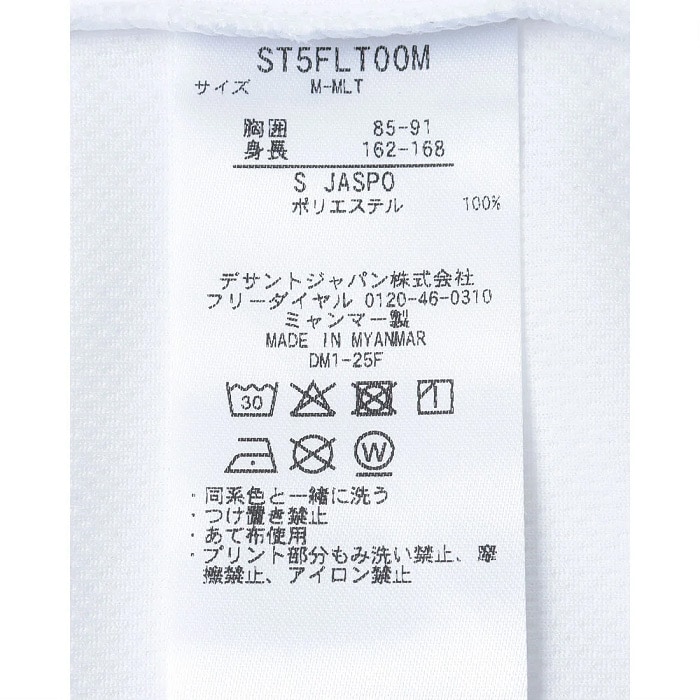 ST5FLT00M
サイズ M-MLT
胸囲 85-91
身長 162-168
S JASPO
ポリエステル 100%
デサントジャパン株式会社
フリーダイヤル 0120-46-0310
ミャンマー製
MADE IN MYANMAR
DM1-25F
30
W
・同系色と一緒に洗う
・つけ置き禁止
・あて布使用
・プリント部分もみ洗い禁止、摩
擦禁止、アイロン禁止